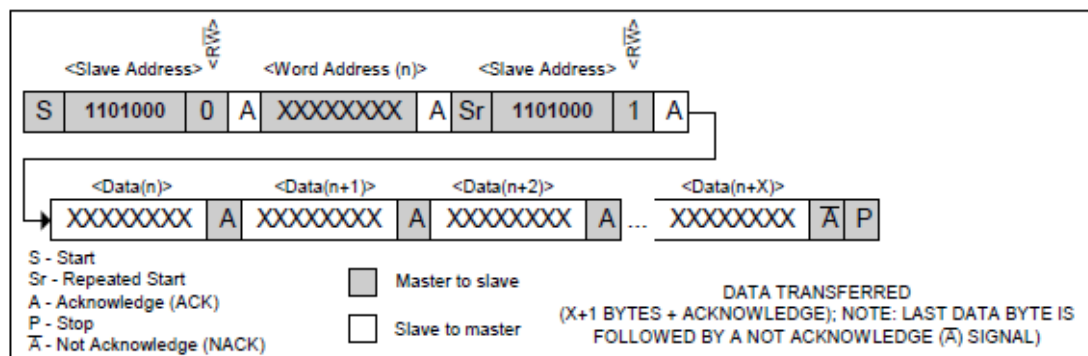 <R/W̅> <R/W̅>
<Slave Address> <Word Address (n)> <Slave Address>
S 1101000 0 A XXXXXXXX A Sr 1101000 1 A
<Data(n)> <Data(n+1)> <Data(n+2)> <Data(n+X)>
XXXXXXXX A XXXXXXXX A XXXXXXXX A ... XXXXXXXX A̅ P
S - Start
Sr - Repeated Start
A - Acknowledge (ACK)
P - Stop
A̅ - Not Acknowledge (NACK)
Master to slave
Slave to master
DATA TRANSFERRED
(X+1 BYTES + ACKNOWLEDGE); NOTE: LAST DATA BYTE IS
FOLLOWED BY A NOT ACKNOWLEDGE (A̅) SIGNAL)